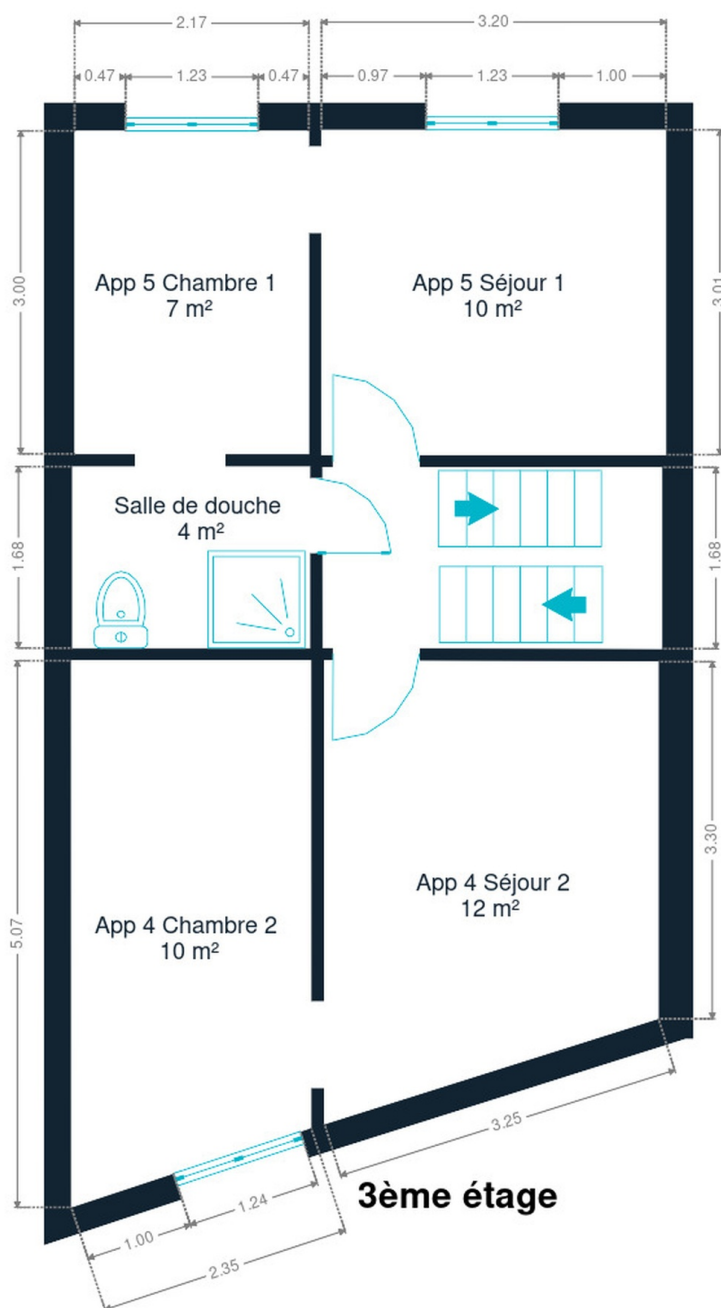 2.17
3.20
0.47
1.23
0.47
0.97
1.23
1.00
3.00
3.01
App 5 Chambre 1
7 m²
App 5 Séjour 1
10 m²
1.68
1.68
Salle de douche
4 m²
5.07
3.30
App 4 Chambre 2
10 m²
App 4 Séjour 2
12 m²
3.25
3ème étage
1.24
1.00
2.35